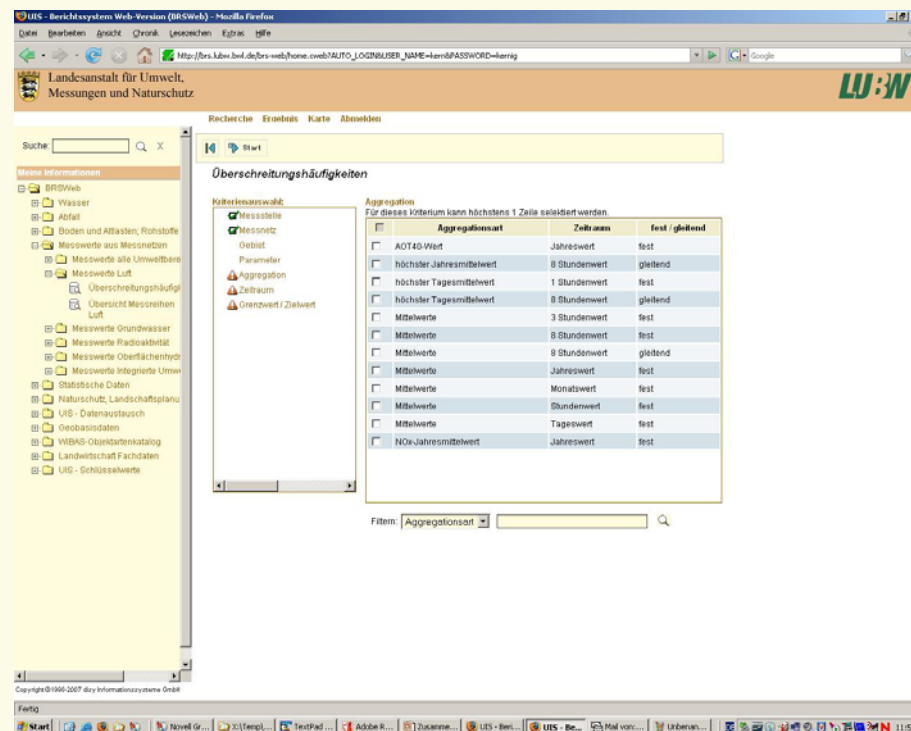 UIS - Berichtssystem Web-Version (BRSWeb) - Mozilla Firefox
Datei Bearbeiten Ansicht Chronik Lesezeichen Extras Hilfe
http://brs.lubw.bwl.de/brs-web/home.cweb?AUTO_LOGIN&USER_NAME=kern&PASSWORD=kernig
Google
Landesanstalt für Umwelt,
Messungen und Naturschutz
LUBW
Recherche Ergebnis Karte Abmelden
Suche: X
Start
Meine Informationen
BRSWeb
Wasser
Abfall
Boden und Altlasten; Rohstoffe
Messwerte aus Messnetzen
Messwerte alle Umweltbere
Messwerte Luft
Überschreitungshäufigl
Übersicht Messreihen
Luft
Messwerte Grundwasser
Messwerte Radioaktivität
Messwerte Oberflächenhydr
Messwerte Integrierte Umwe
Statistische Daten
Naturschutz, Landschaftsplanu
UIS - Datenaustausch
Geobasisdaten
WIBAS-Objektartenkatalog
Landwirtschaft Fachdaten
UIS - Schlüsselwerte
Überschreitungshäufigkeiten
Kriterienauswahl:
Messstelle
Messnetz
Gebiet
Parameter
Aggregation
Zeitraum
Grenzwert / Zielwert
Aggregation
Für dieses Kriterium kann höchstens 1 Zeile selektiert werden.
Aggregationsart Zeitraum fest / gleitend
AOT40-Wert Jahreswert fest
höchster Jahresmittelwert 8 Stundenwert gleitend
höchster Tagesmittelwert 1 Stundenwert fest
höchster Tagesmittelwert 8 Stundenwert gleitend
Mittelwerte 3 Stundenwert fest
Mittelwerte 8 Stundenwert fest
Mittelwerte 8 Stundenwert gleitend
Mittelwerte Jahreswert fest
Mittelwerte Monatswert fest
Mittelwerte Stundenwert fest
Mittelwerte Tageswert fest
NOx-Jahresmittelwert Jahreswert fest
Filtern: Aggregationsart
Copyright ©1996-2007 disy Informationssysteme GmbH
Fertig
Start Novell Gr... X:\Templ... TextPad ... Adobe R... Zusamme... UIS - Beri... UIS - Be... Mail von:... Unbenan...